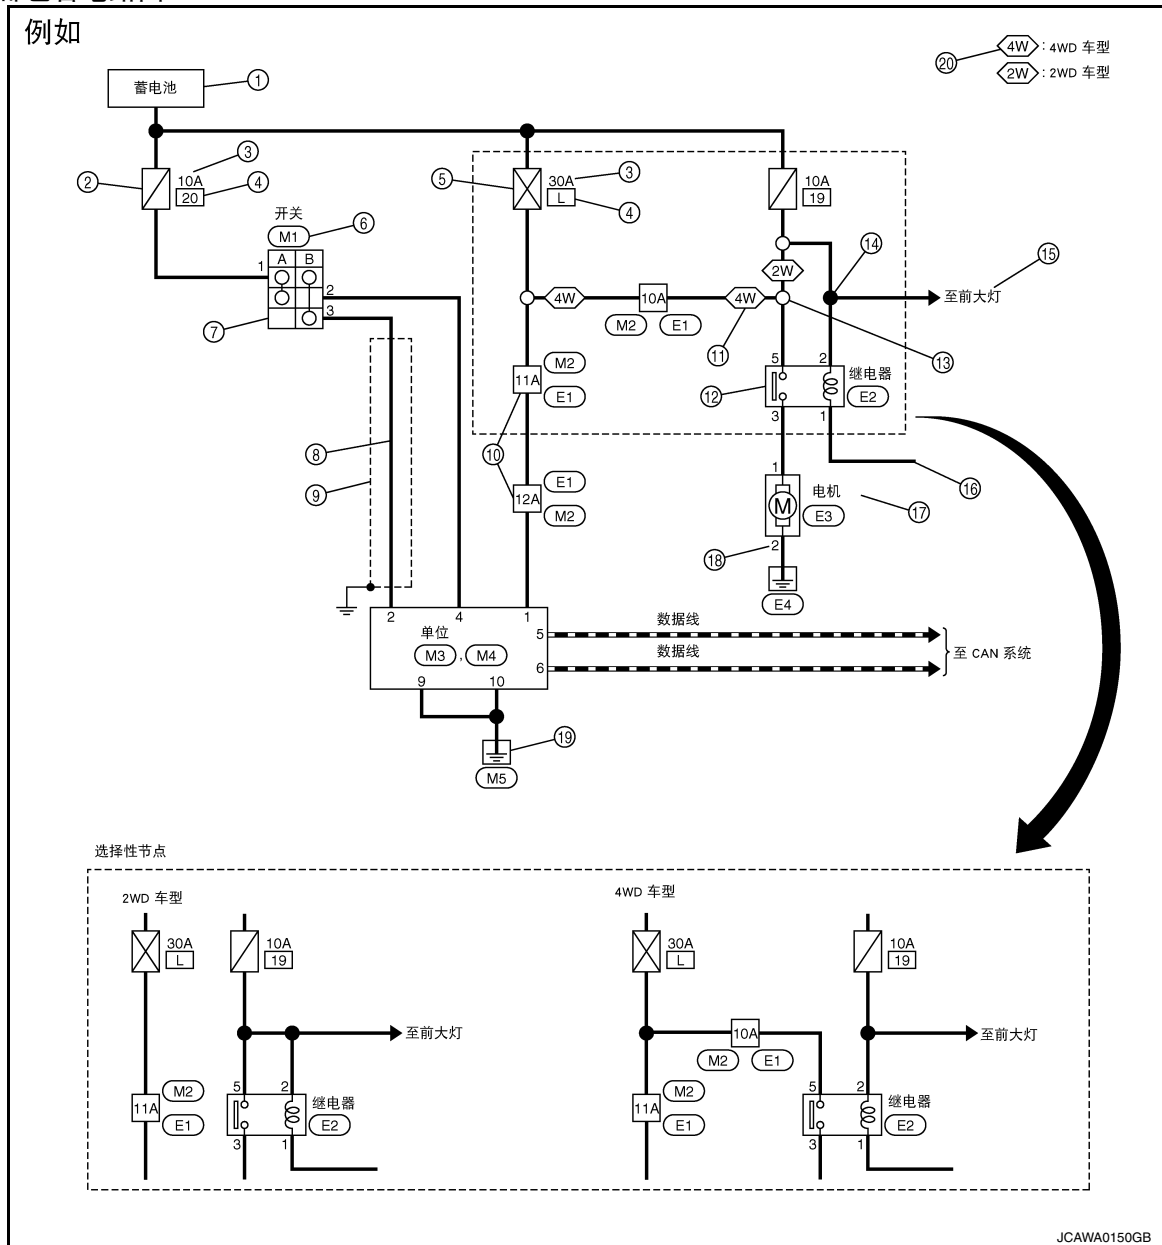 例如
4W : 4WD 车型
2W : 2WD 车型
⑳
蓄电池
①
②
③
10A
④
20
⑤
③
30A
④
L
10A
19
开关
⑥
M1
A B
1
2
3
⑦
⑭
⑮
2W
4W
10A
4W
至前大灯
M2 E1
⑪
⑬
M2
11A
E1
5 2
继电器
⑫
E2
3 1
⑧
⑨
⑩
E1
12A
M2
⑯
1
电机
M
E3
⑰
⑱
2
E4
2 4 1
单位
M3 , M4
5
6
9 10
数据线
数据线
至 CAN 系统
⑲
M5
选择性节点
2WD 车型
30A
L
10A
19
至前大灯
M2
11A
E1
5 2
继电器
E2
3 1
4WD 车型
30A
L
10A
19
10A
至前大灯
M2 E1
M2
11A
E1
5 2
继电器
E2
3 1
JCAWA0150GB